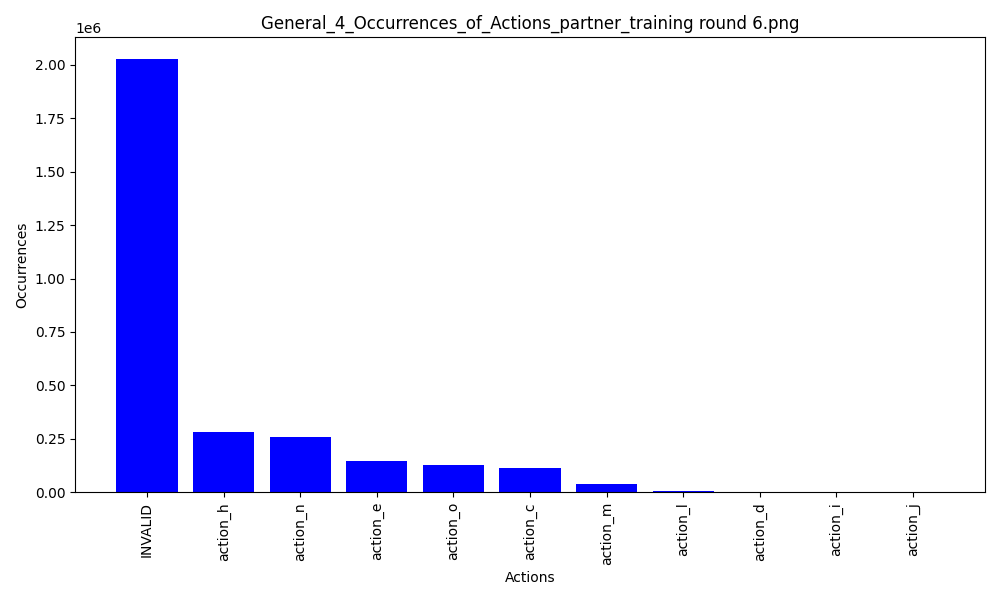 General_4_Occurrences_of_Actions_partner_training round 6.png
1e6
2.00
1.75
1.50
1.25
1.00
0.75
0.50
0.25
0.00
Occurrences
INVALID
action_h
action_n
action_e
action_o
action_c
action_m
action_l
action_d
action_i
action_j
Actions